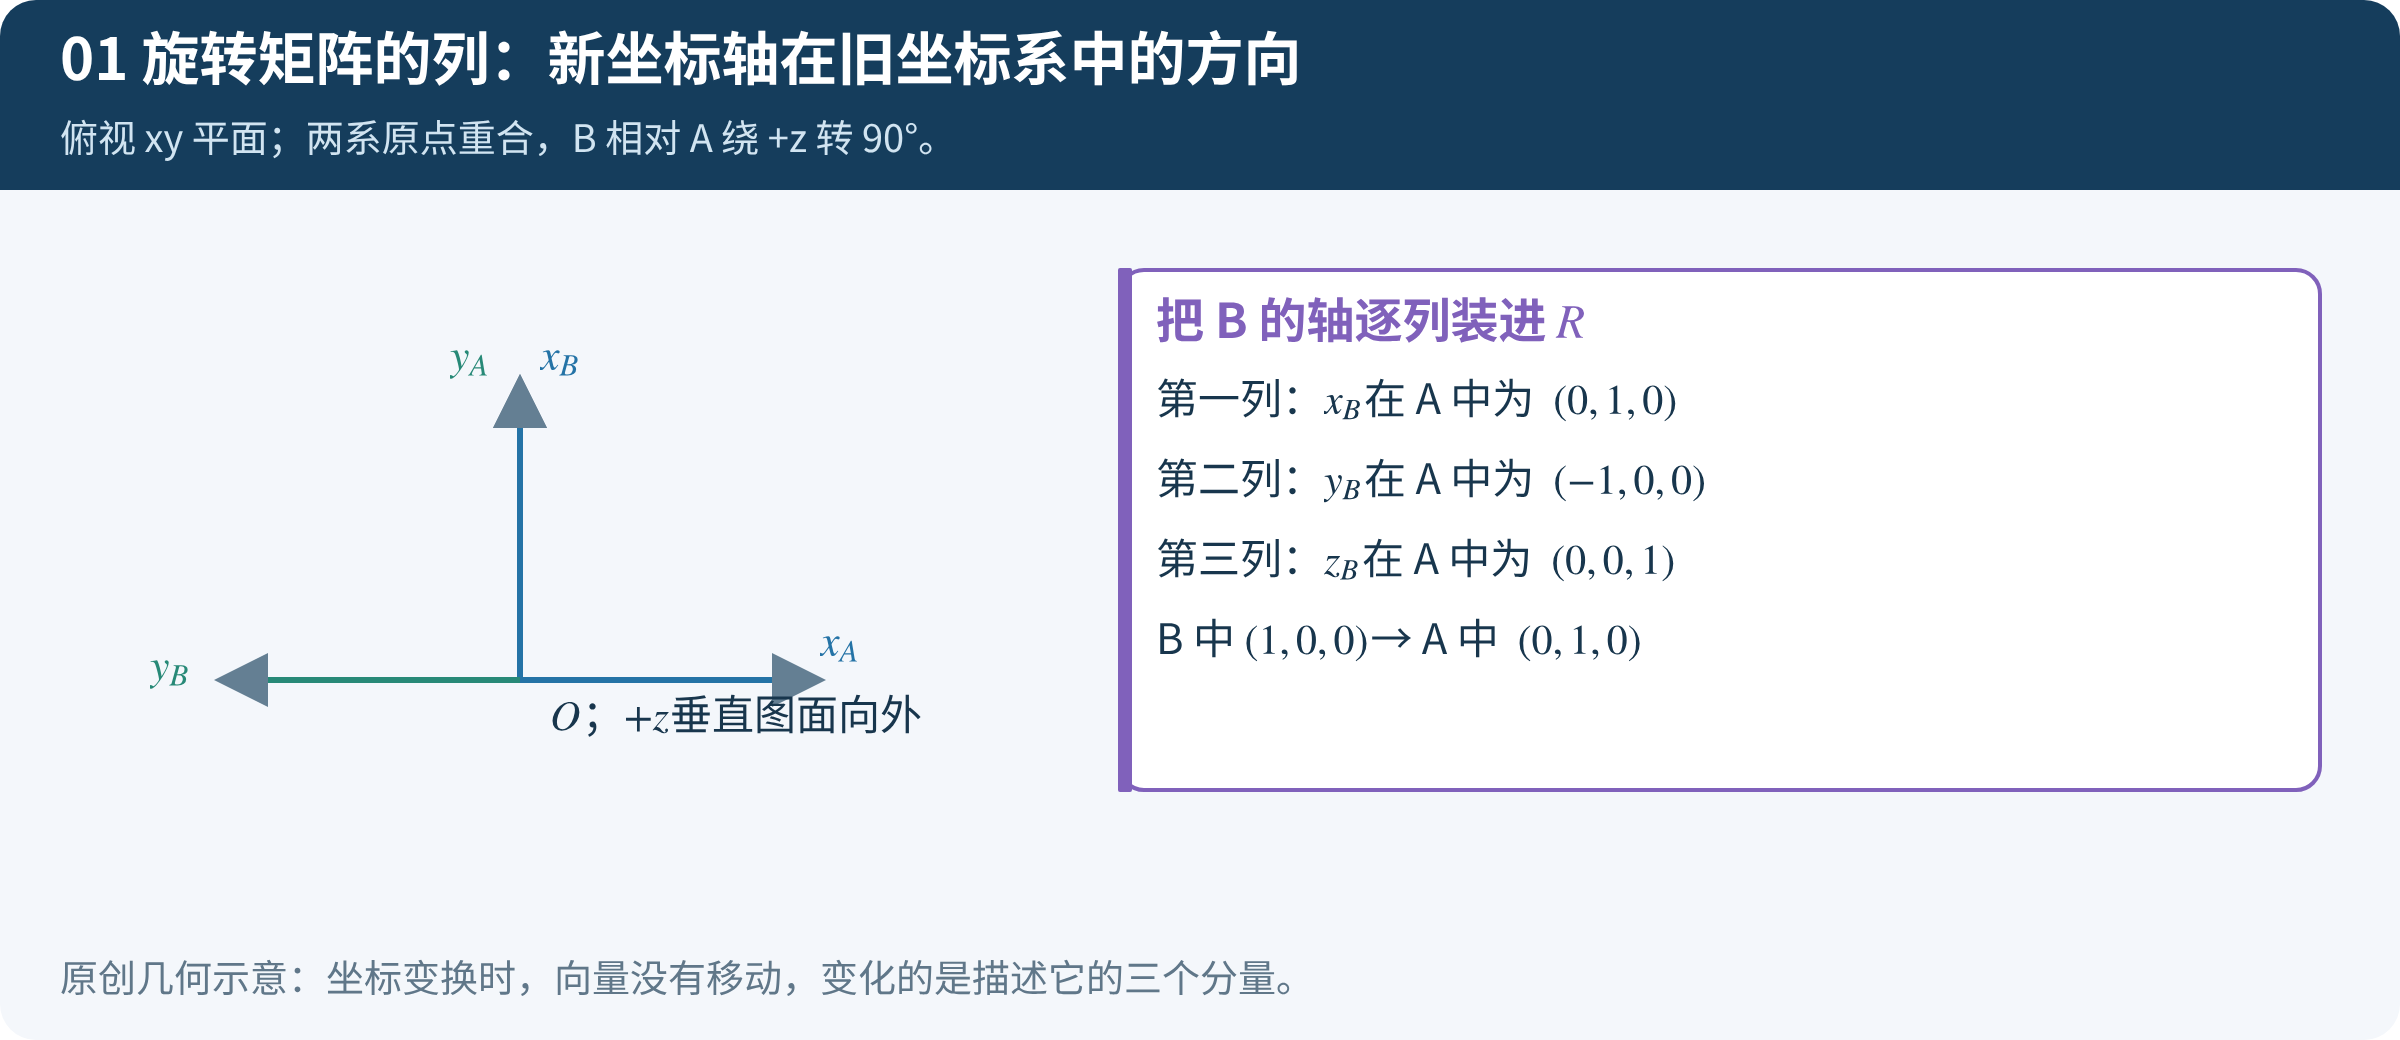 01 旋转矩阵的列：新坐标轴在旧坐标系中的方向
俯视 xy 平面；两系原点重合，B 相对 A 绕 +z 转 90°。
y_A x_B
x_A
y_B
O；+z垂直图面向外
把 B 的轴逐列装进 R
第一列：x_B在 A 中为 (0, 1, 0)
第二列：y_B在 A 中为 (−1, 0, 0)
第三列：z_B在 A 中为 (0, 0, 1)
B 中 (1, 0, 0)→ A 中 (0, 1, 0)
原创几何示意：坐标变换时，向量没有移动，变化的是描述它的三个分量。